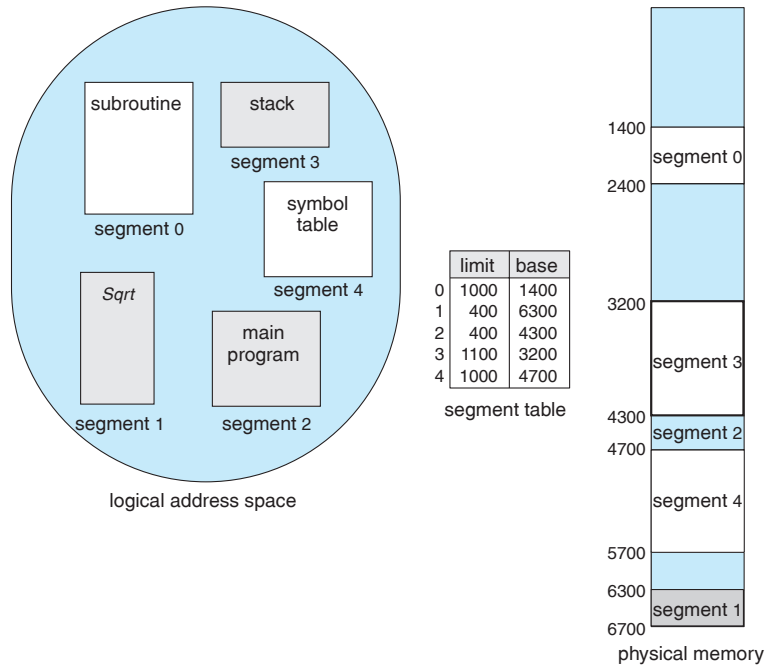 subroutine
segment 0
stack
segment 3
symbol
table
segment 4
Sqrt
segment 1
main
program
segment 2
logical address space
limit base
0 1000 1400
1 400 6300
2 400 4300
3 1100 3200
4 1000 4700
segment table
1400
segment 0
2400
3200
segment 3
4300
segment 2
4700
segment 4
5700
6300
segment 1
6700
physical memory